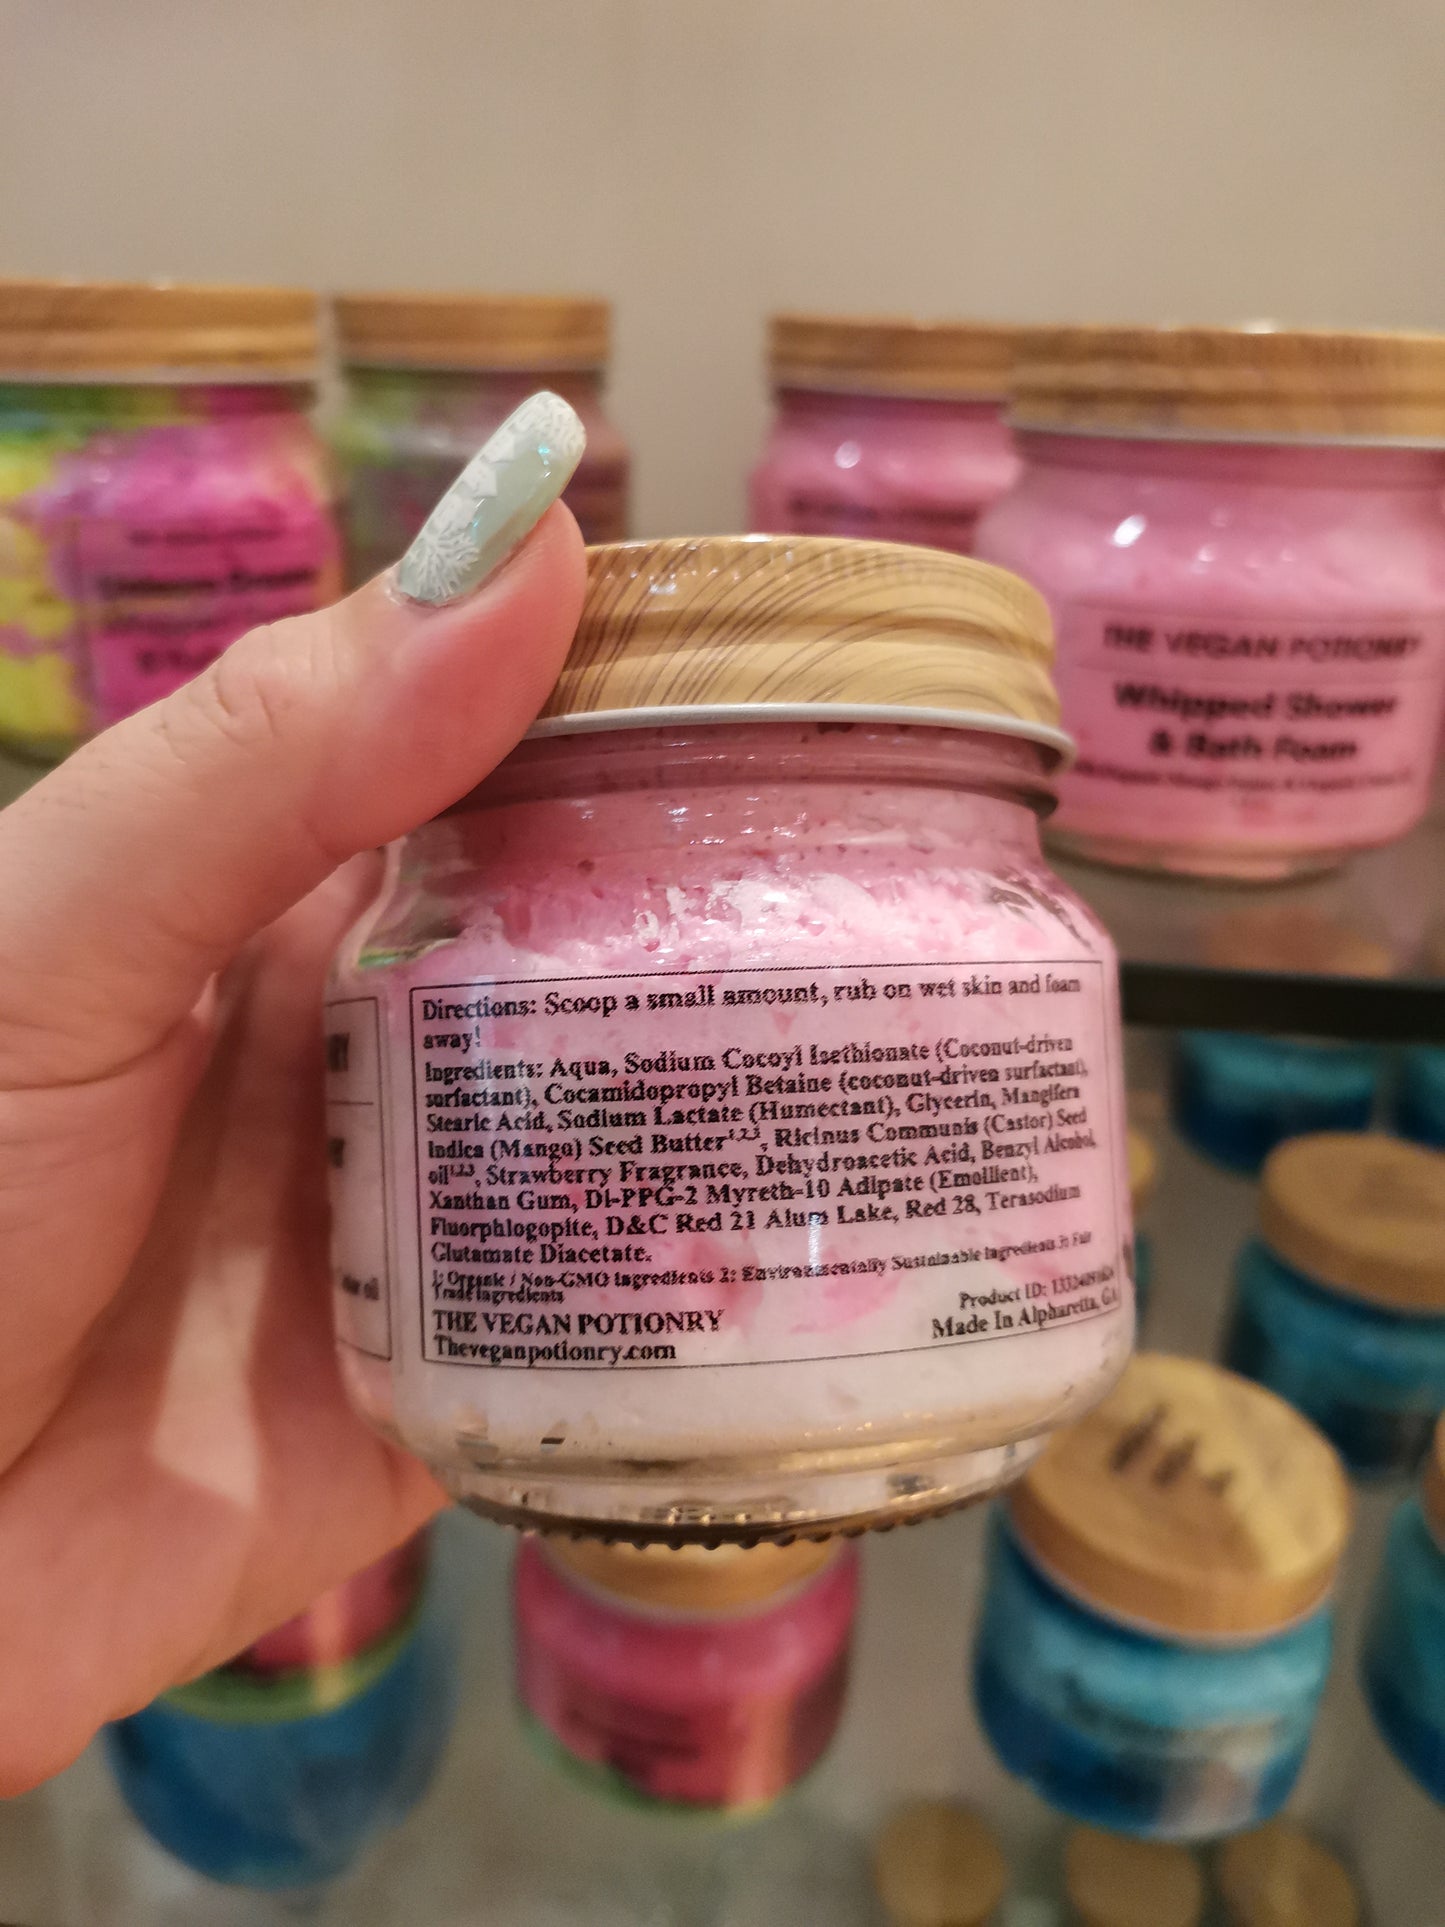 THE VEGAN POTIONRY
Whipped Shower
& Bath Foam
RY
Directions: Scoop a small amount, rub on wet skin and foam
away!
Ingredients: Aqua, Sodium Cocoyl Isethionate (Coconut-driven
surfactant), Cocamidopropyl Betaine (coconut-driven surfactant),
Stearic Acid, Sodium Lactate (Humectant), Glycerin, Mangifera
Indica (Mango) Seed Butter¹·²·³, Ricinus Communis (Castor) Seed
oil¹·²·³, Strawberry Fragrance, Dehydroacetic Acid, Benzyl Alcohol,
Xanthan Gum, Di-PPG-2 Myreth-10 Adipate (Emollient),
Fluorphlogopite, D&C Red 21 Alum Lake, Red 28, Terasodium
Glutamate Diacetate.
1: Organic / Non-GMO Ingredients 2: Environmentally Sustainable Ingredients 3: Fair
Trade Ingredients
Product ID:
THE VEGAN POTIONRY
Made In Alpharetta, GA
Theveganpotionry.com
oil